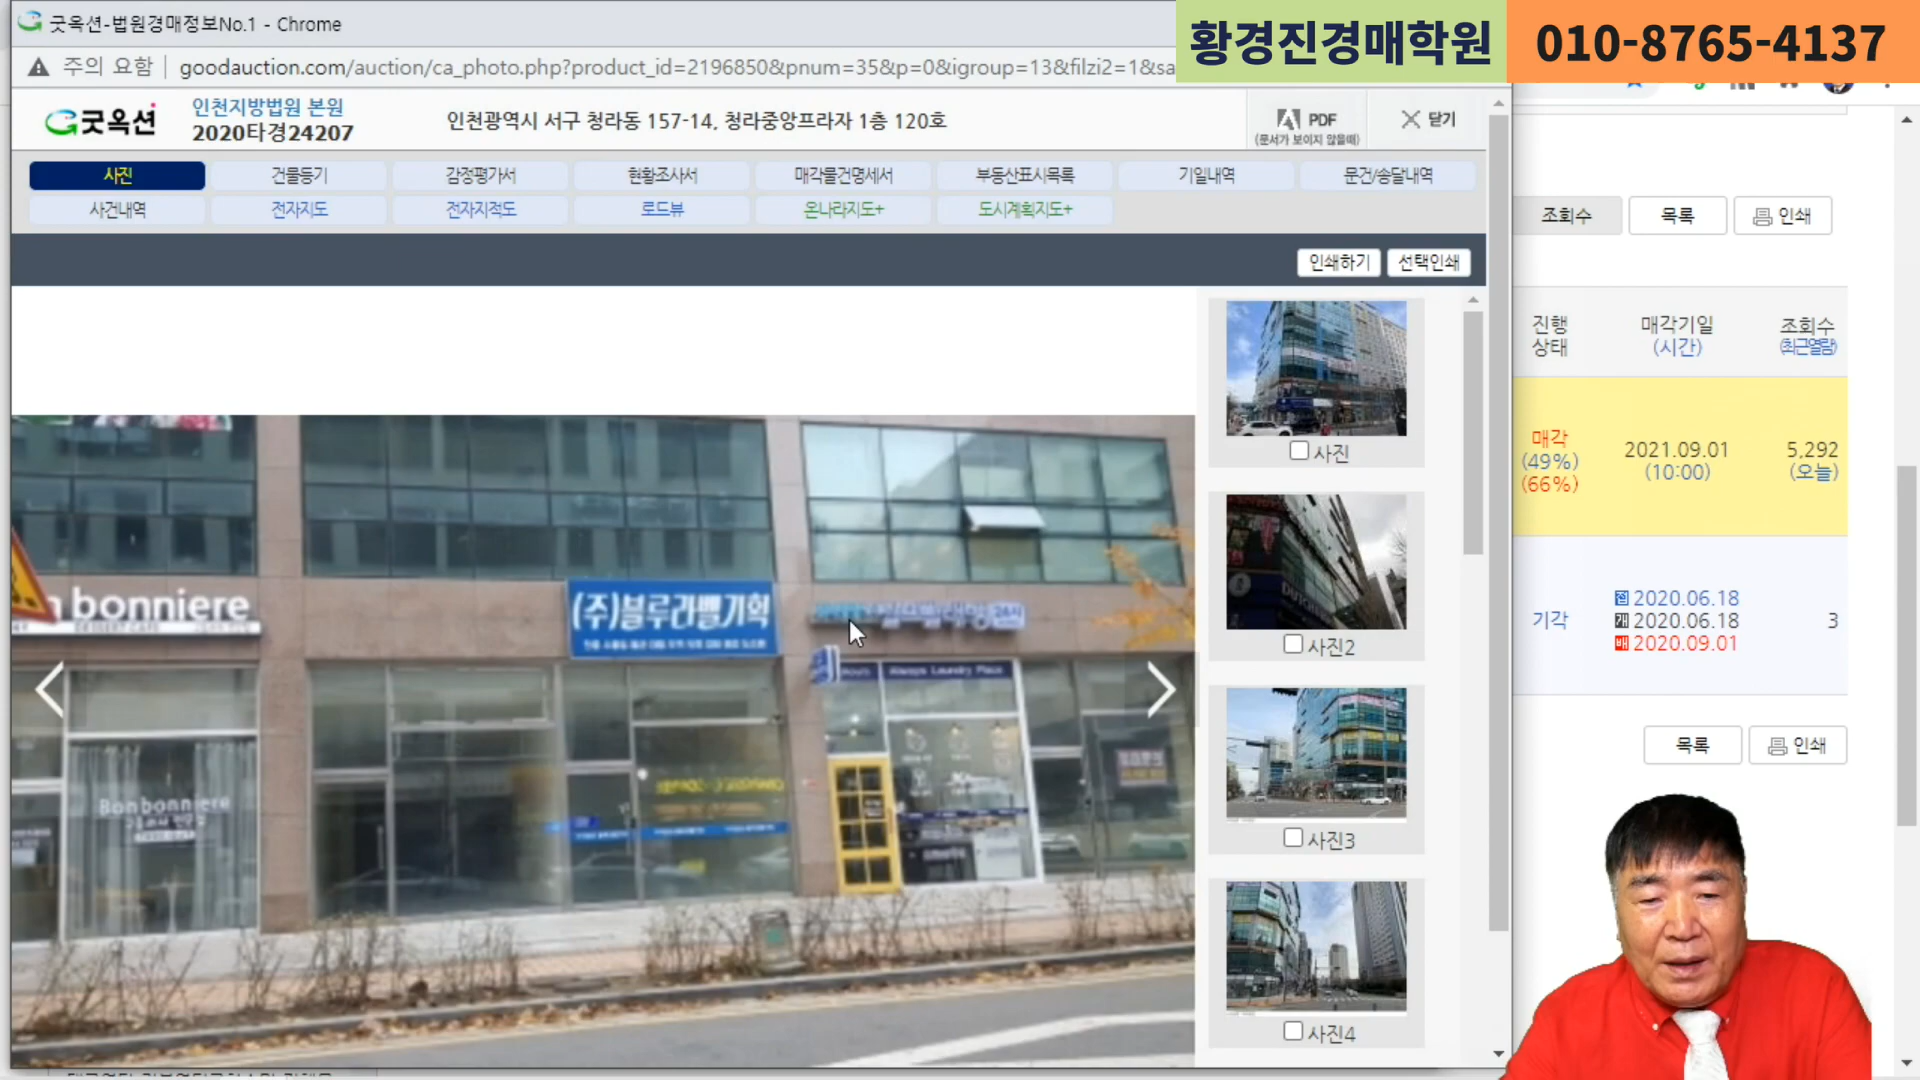 굿옥션-법원경매정보No.1 - Chrome
황경진경매학원 010-8765-4137
주의 요함 goodauction.com/auction/ca_photo.php?product_id=2196850&pnum=35&p=0&igroup=13&filzi2=1&sa
굿옥션
인천지방법원 본원
2020타경24207
인천광역시 서구 청라동 157-14, 청라중앙프라자 1층 120호
PDF
(문서가 보이지 않을때)
닫기
사진 건물등기 감정평가서 현황조사서 매각물건명세서 부동산표시목록 기일내역 문건/송달내역
사건내역 전자지도 전자지적도 로드뷰 온나라지도+ 도시계획지도+
조회수 목록 인쇄
인쇄하기 선택인쇄
진행
상태
매각기일
(시간)
조회수
(최근열람)
매각
(49%)
(66%)
2021.09.01
(10:00)
5,292
(오늘)
기각
경 2020.06.18
개 2020.06.18
배 2020.09.01
3
목록 인쇄
bonniere
(주)블루라벨기획
24시
Always Laundry Place
Bonbonniere
사진
사진2
사진3
사진4